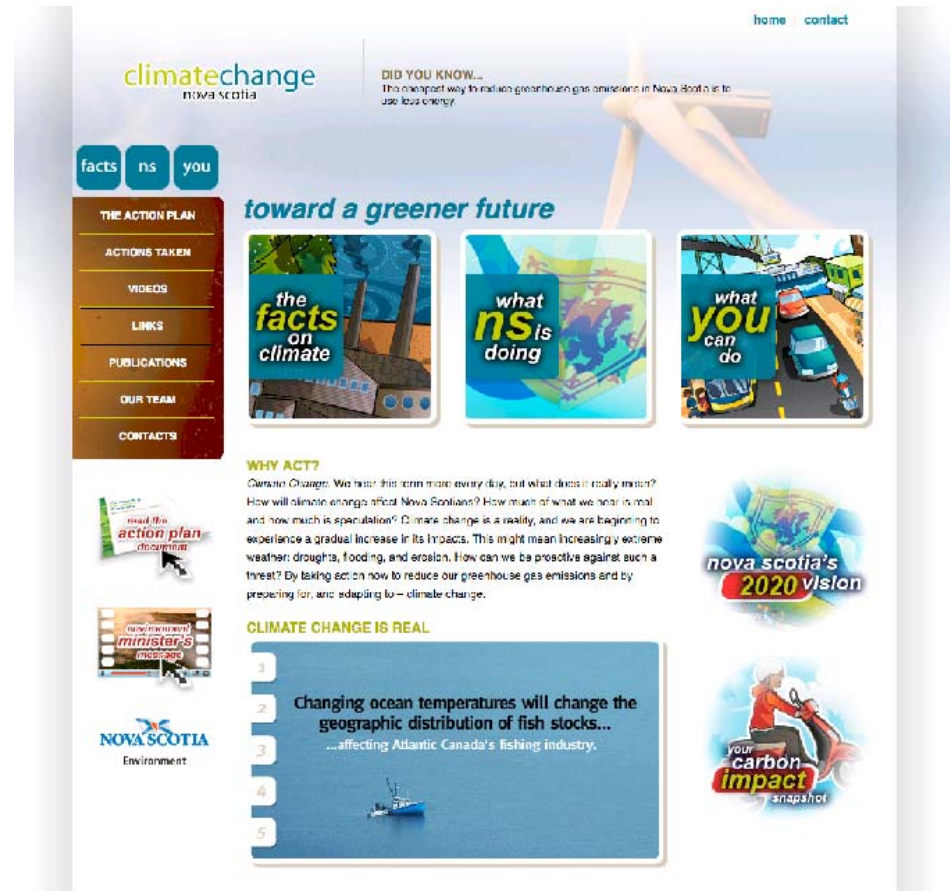 home | contact
climatechange
nova scotia
DID YOU KNOW...
The cheapest way to reduce greenhouse gas emissions in Nova Scotia is to
use less energy.
facts ns you
THE ACTION PLAN
ACTIONS TAKEN
VIDEOS
LINKS
PUBLICATIONS
OUR TEAM
CONTACTS
toward a greener future
the
facts
on
climate
what
ns is
doing
what
you
can
do
WHY ACT?
Climate Change. We hear this term more every day, but what does it really mean?
How will climate change affect Nova Scotians? How much of what we hear is real
and how much is speculation? Climate change is a reality, and we are beginning to
experience a gradual increase in its impacts. This might mean increasingly extreme
weather: droughts, flooding, and erosion. How can we be proactive against such a
threat? By taking action now to reduce our greenhouse gas emissions and by
preparing for, and adapting to – climate change.
CLIMATE CHANGE IS REAL
1
2
3
4
5
Changing ocean temperatures will change the
geographic distribution of fish stocks...
...affecting Atlantic Canada's fishing industry.
read the
action plan
document
environment
minister's
message
NOVA SCOTIA
Environment
nova scotia's
2020 vision
your
carbon
impact
snapshot